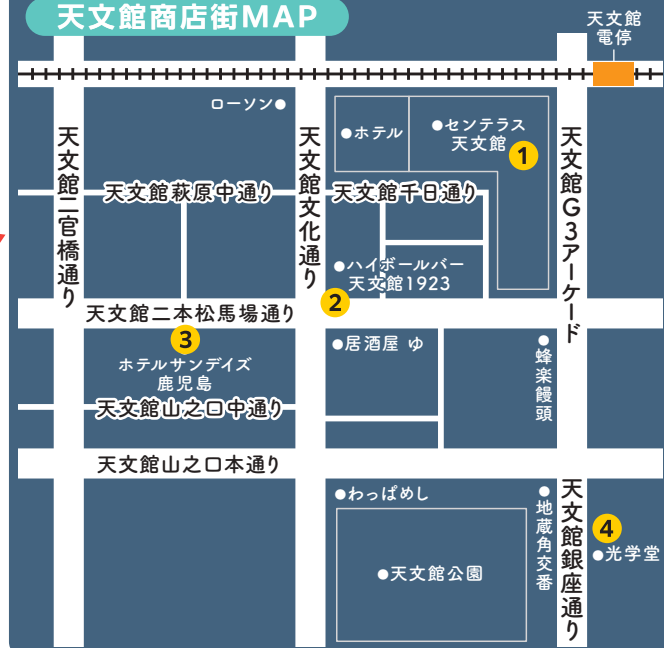 天文館商店街MAP
天文館
電停
ローソン
ホテル
センテラス
天文館
1
天文館二官橋通り
天文館文化通り
天文館G3アーケード
天文館萩原中通り
天文館千日通り
ハイボールバー
天文館1923
2
天文館二本松馬場通り
3
ホテルサンデイズ
鹿児島
居酒屋 ゆ
蜂楽饅頭
天文館山之口中通り
天文館山之口本通り
わっぱめし
地蔵角交番
天文館銀座通り
4
光学堂
天文館公園